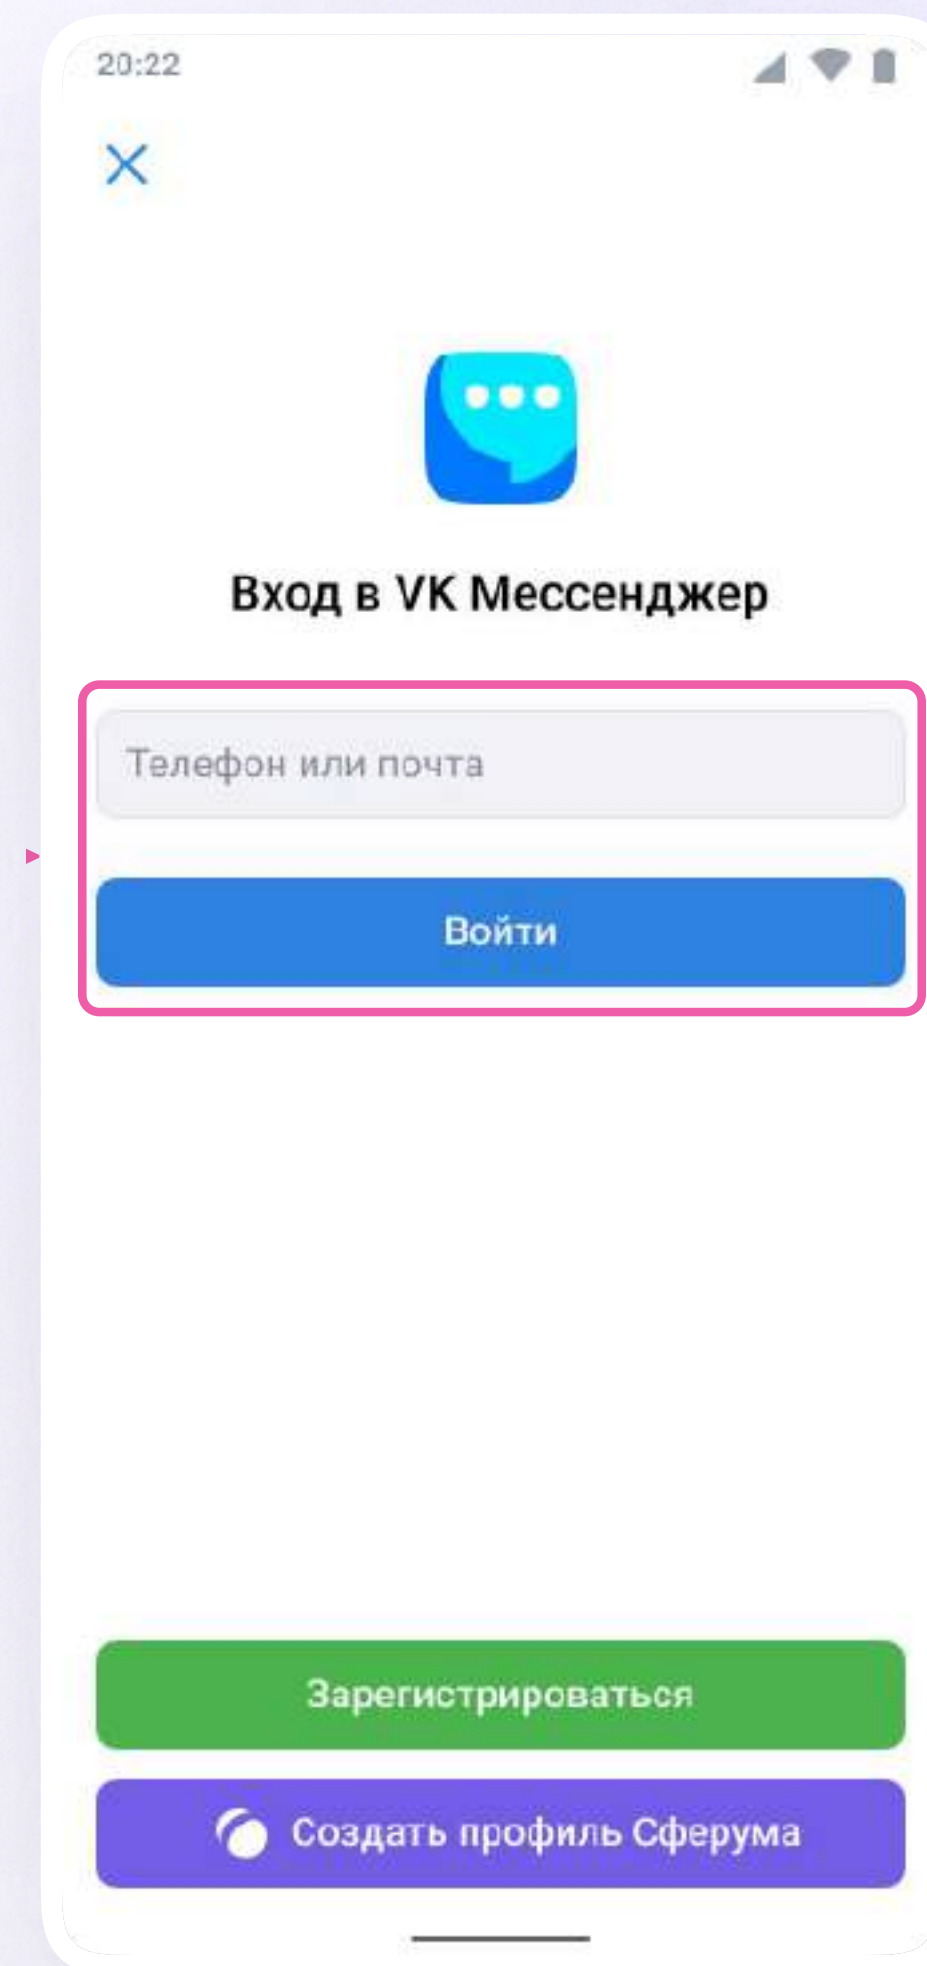 20:22
Вход в VK Мессенджер
Телефон или почта
Войти
Зарегистрироваться
Создать профиль Сферума